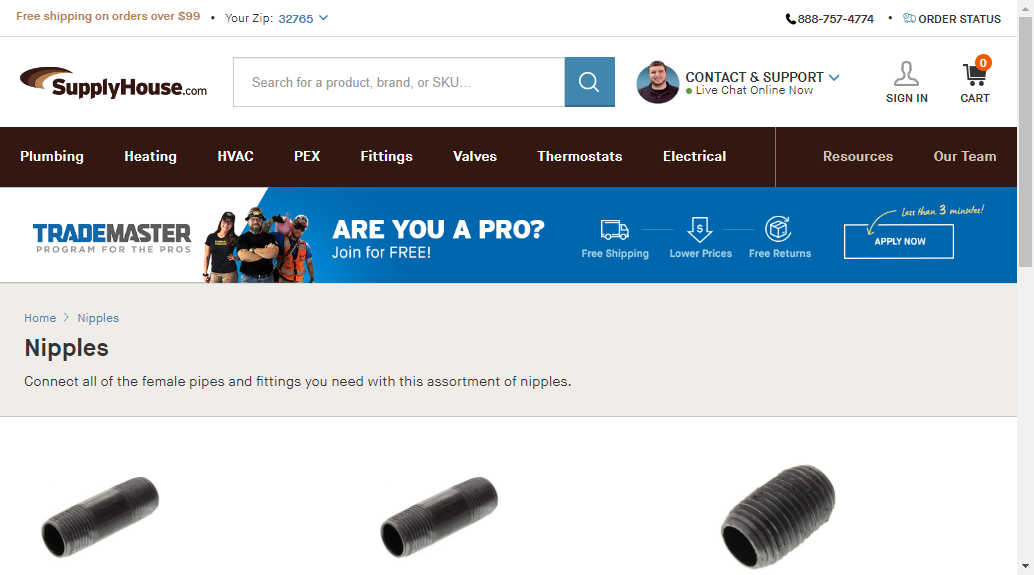 Free shipping on orders over $99 • Your Zip: 32765
888-757-4774 • ORDER STATUS
SupplyHouse.com
Search for a product, brand, or SKU...
CONTACT & SUPPORT
Live Chat Online Now
SIGN IN
0
CART
Plumbing Heating HVAC PEX Fittings Valves Thermostats Electrical Resources Our Team
TRADEMASTER
PROGRAM FOR THE PROS
ARE YOU A PRO?
Join for FREE!
Free Shipping
$
Lower Prices
Free Returns
Less than 3 minutes!
APPLY NOW
Home > Nipples
Nipples
Connect all of the female pipes and fittings you need with this assortment of nipples.